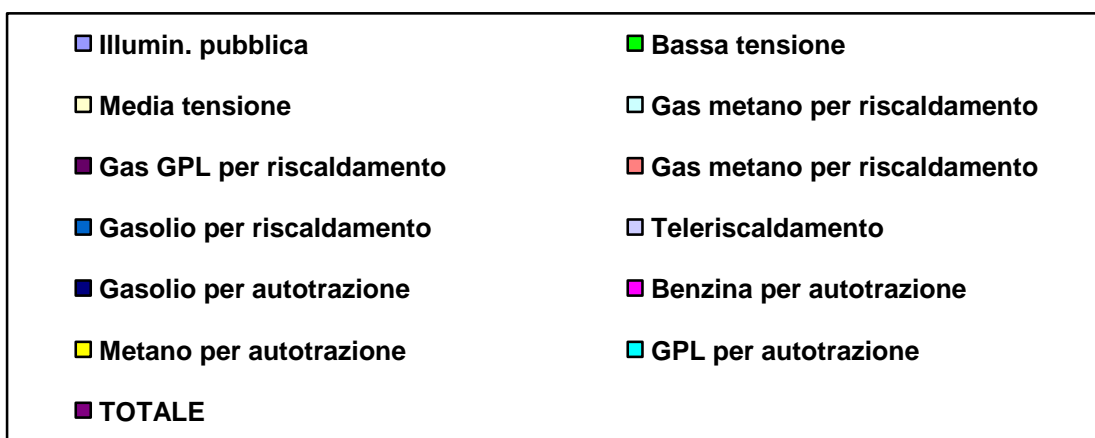 Illumin. pubblica
Bassa tensione
Media tensione
Gas metano per riscaldamento
Gas GPL per riscaldamento
Gas metano per riscaldamento
Gasolio per riscaldamento
Teleriscaldamento
Gasolio per autotrazione
Benzina per autotrazione
Metano per autotrazione
GPL per autotrazione
TOTALE